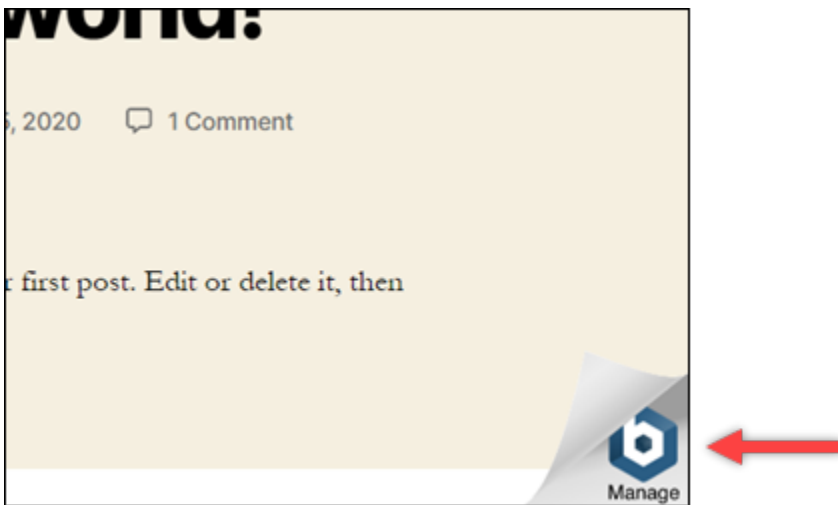 world!
, 2020 1 Comment
first post. Edit or delete it, then
Manage